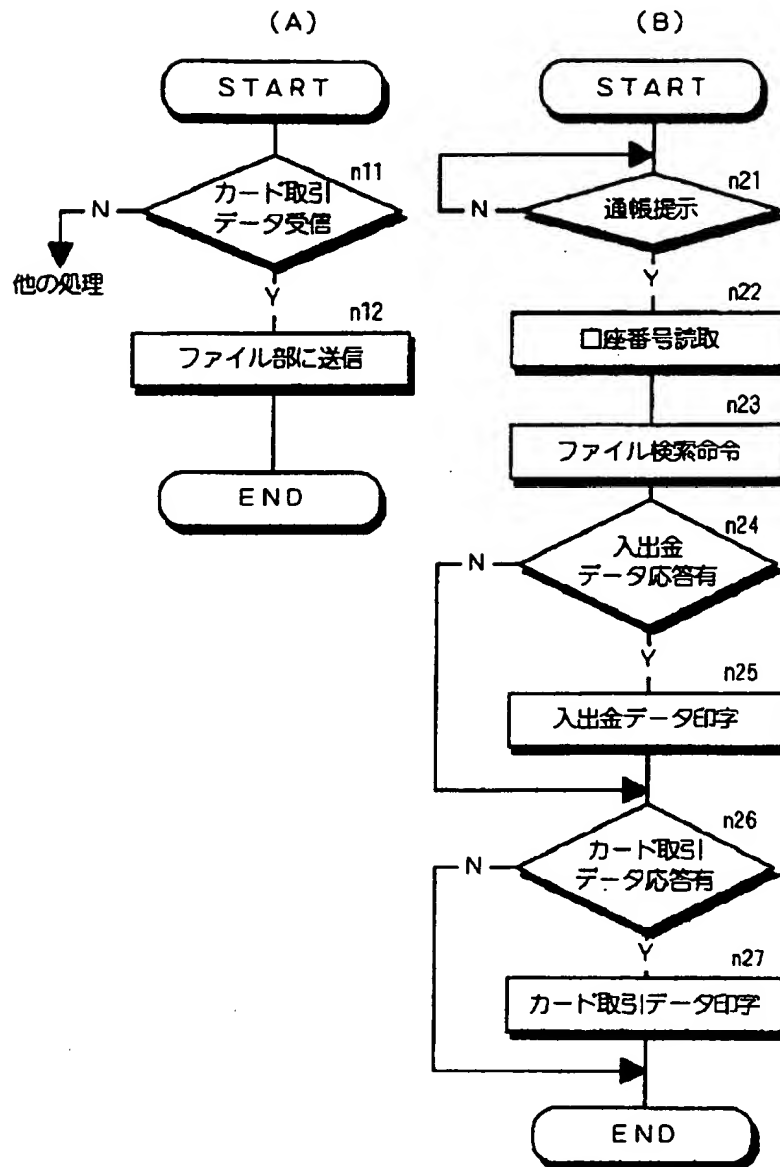 (A)
START
n11
カード取引
データ受信
N
他の処理
Y
n12
ファイル部に送信
END
(B)
START
n21
通帳提示
N
Y
n22
口座番号読取
n23
ファイル検索命令
n24
入出金
データ応答有
N
Y
n25
入出金データ印字
n26
カード取引
データ応答有
N
Y
n27
カード取引データ印字
END